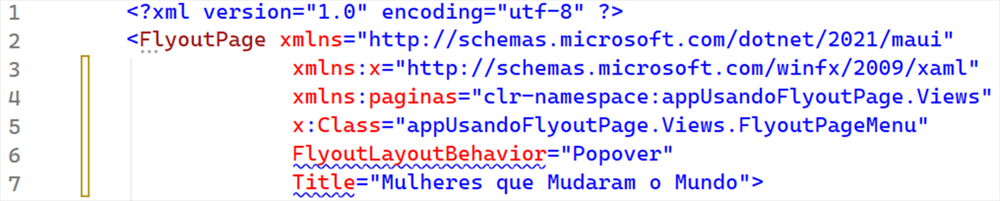 1 <?xml version="1.0" encoding="utf-8" ?>
2 <FlyoutPage xmlns="http://schemas.microsoft.com/dotnet/2021/maui"
3 xmlns:x="http://schemas.microsoft.com/winfx/2009/xaml"
4 xmlns:paginas="clr-namespace:appUsandoFlyoutPage.Views"
5 x:Class="appUsandoFlyoutPage.Views.FlyoutPageMenu"
6 FlyoutLayoutBehavior="Popover"
7 Title="Mulheres que Mudaram o Mundo">